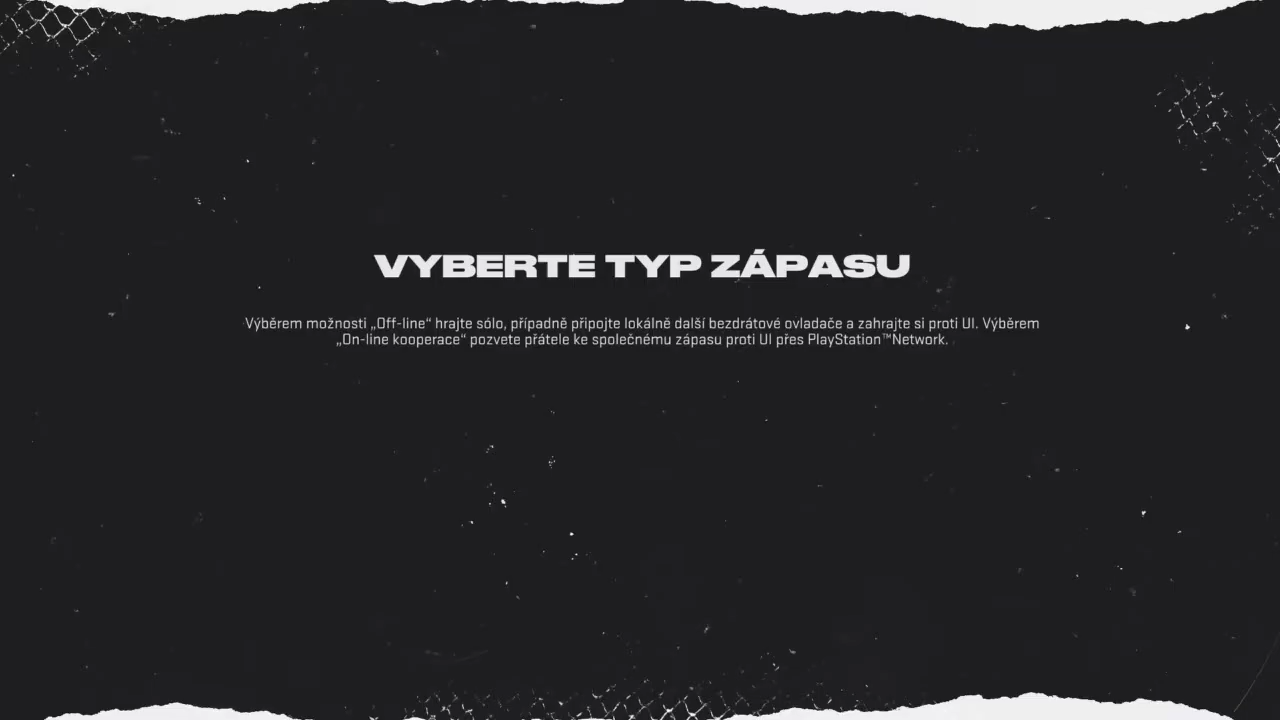 VYBERTE TYP ZÁPASU
Výběrem možnosti „Off-line“ hrajte sólo, případně připojte lokálně další bezdrátové ovladače a zahrajte si proti UI. Výběrem
„On-line kooperace“ pozvete přátele ke společnému zápasu proti UI přes PlayStation™Network.